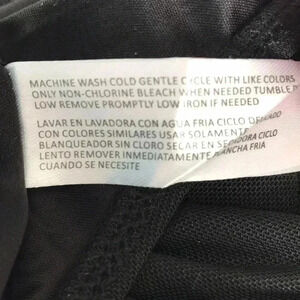 MACHINE WASH COLD GENTLE CYCLE WITH LIKE COLORS
ONLY NON-CHLORINE BLEACH WHEN NEEDED TUMBLE
LOW REMOVE PROMPTLY LOW IRON IF NEEDED
LAVAR EN LAVADORA CON AGUA FRIA CICLO DELICADO
CON COLORES SIMILARES USAR SOLAMENTE
BLANQUEADOR SIN CLORO SECAR EN SECADORA CICLO
LENTO REMOVER INMEDIATAMENTE PLANCHA FRIA
CUANDO SE NECESITE